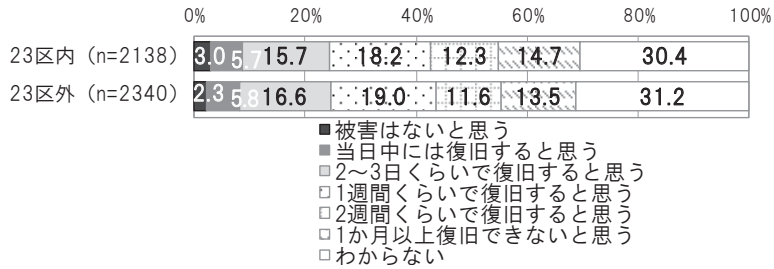 0% 20% 40% 60% 80% 100%
23区内（n=2138） 3.0 5.7 15.7 18.2 12.3 14.7 30.4
23区外（n=2340） 2.3 5.8 16.6 19.0 11.6 13.5 31.2
被害はないと思う
当日中には復旧すると思う
2～3日くらいで復旧すると思う
1週間くらいで復旧すると思う
2週間くらいで復旧すると思う
1か月以上復旧できないと思う
わからない